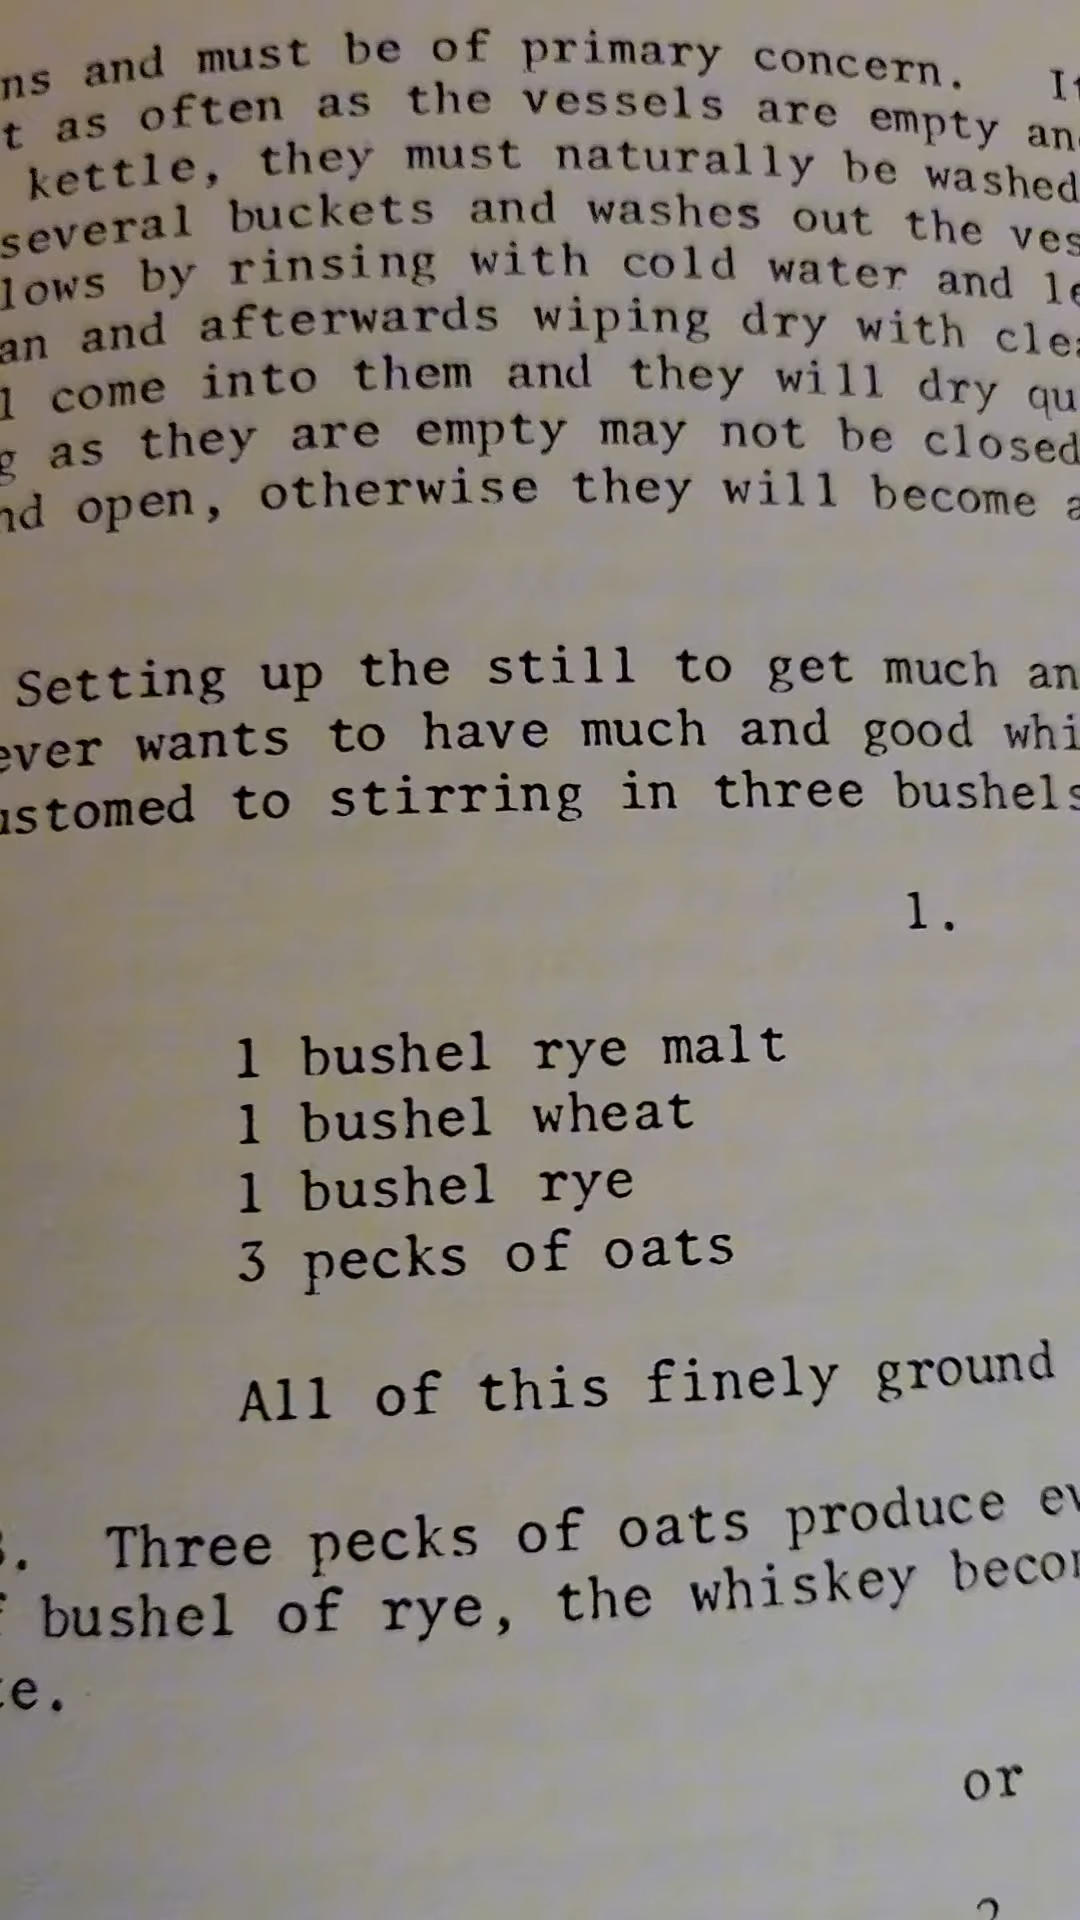 ns and must be of primary concern. It
t as often as the vessels are empty an
kettle, they must naturally be washed
several buckets and washes out the ves
lows by rinsing with cold water and le
an and afterwards wiping dry with clea
l come into them and they will dry qu
g as they are empty may not be closed
nd open, otherwise they will become a
Setting up the still to get much an
ever wants to have much and good whi
ustomed to stirring in three bushels
1.
1 bushel rye malt
1 bushel wheat
1 bushel rye
3 pecks of oats
All of this finely ground
. Three pecks of oats produce ev
bushel of rye, the whiskey becom
te.
or